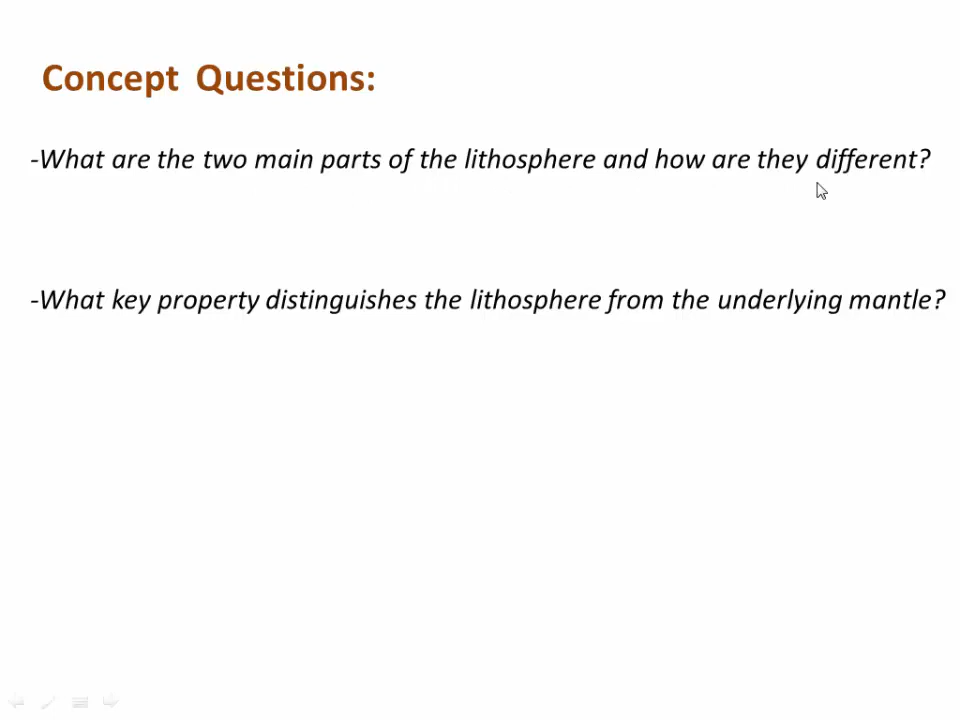 Concept Questions:
-What are the two main parts of the lithosphere and how are they different?
-What key property distinguishes the lithosphere from the underlying mantle?